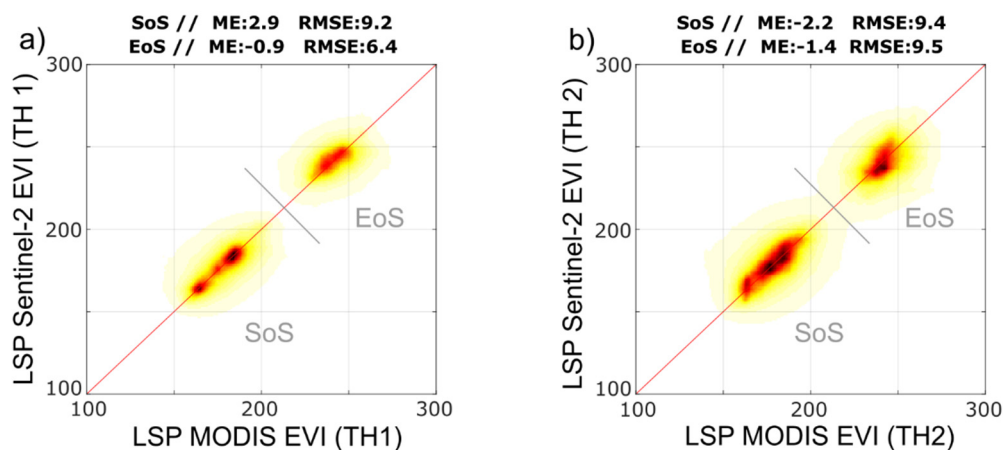 a)
SoS // ME:2.9 RMSE:9.2
EoS // ME:-0.9 RMSE:6.4
LSP Sentinel-2 EVI (TH 1)
300
200
100
EoS
SoS
100 200 300
LSP MODIS EVI (TH1)
b)
SoS // ME:-2.2 RMSE:9.4
EoS // ME:-1.4 RMSE:9.5
LSP Sentinel-2 EVI (TH 2)
300
200
100
EoS
SoS
100 200 300
LSP MODIS EVI (TH2)